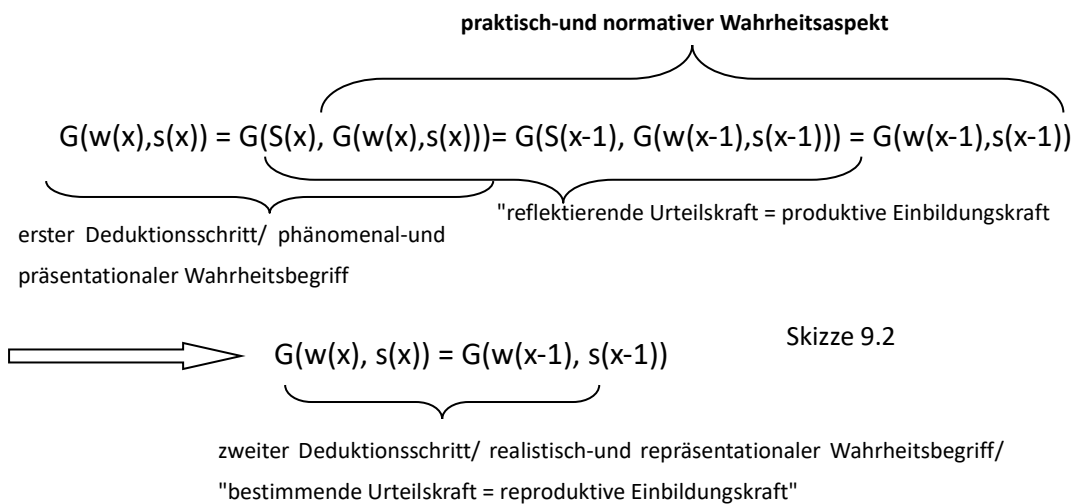 praktisch-und normativer Wahrheitsaspekt
G(w(x),s(x)) = G(S(x), G(w(x),s(x)))= G(S(x-1), G(w(x-1),s(x-1))) = G(w(x-1),s(x-1))
"reflektierende Urteilskraft = produktive Einbildungskraft
erster Deduktionsschritt/ phänomenal-und
präsentationaler Wahrheitsbegriff
G(w(x), s(x)) = G(w(x-1), s(x-1))
Skizze 9.2
zweiter Deduktionsschritt/ realistisch-und repräsentationaler Wahrheitsbegriff/
"bestimmende Urteilskraft = reproduktive Einbildungskraft"